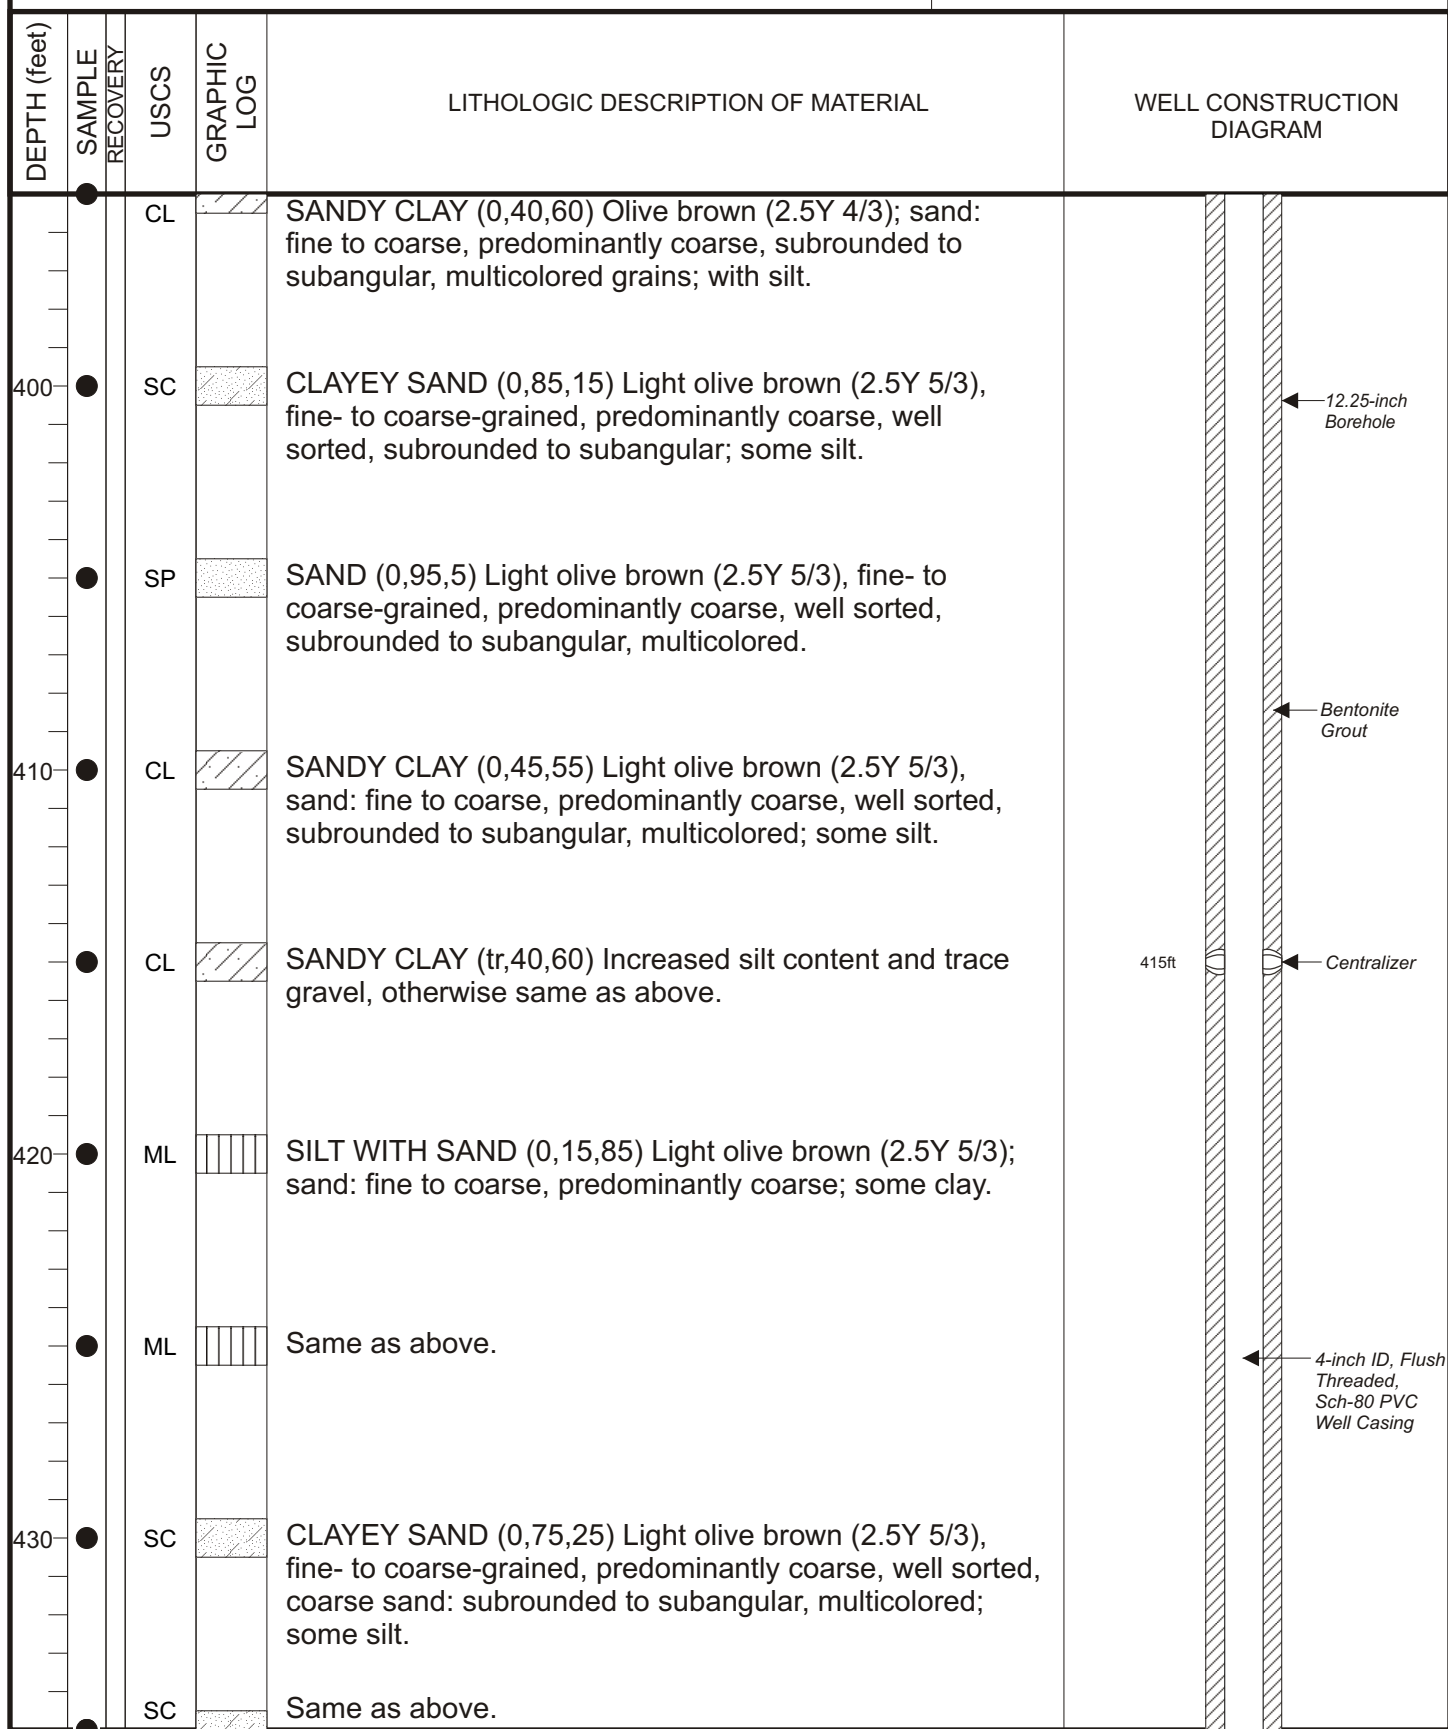 DEPTH (feet)
SAMPLE
RECOVERY
USCS
GRAPHIC
LOG
LITHOLOGIC DESCRIPTION OF MATERIAL
WELL CONSTRUCTION
DIAGRAM
CL
SANDY CLAY (0,40,60) Olive brown (2.5Y 4/3); sand:
fine to coarse, predominantly coarse, subrounded to
subangular, multicolored grains; with silt.
400
SC
CLAYEY SAND (0,85,15) Light olive brown (2.5Y 5/3),
fine- to coarse-grained, predominantly coarse, well
sorted, subrounded to subangular; some silt.
12.25-inch
Borehole
SP
SAND (0,95,5) Light olive brown (2.5Y 5/3), fine- to
coarse-grained, predominantly coarse, well sorted,
subrounded to subangular, multicolored.
Bentonite
Grout
410
CL
SANDY CLAY (0,45,55) Light olive brown (2.5Y 5/3),
sand: fine to coarse, predominantly coarse, well sorted,
subrounded to subangular, multicolored; some silt.
CL
SANDY CLAY (tr,40,60) Increased silt content and trace
gravel, otherwise same as above.
415ft
Centralizer
420
ML
SILT WITH SAND (0,15,85) Light olive brown (2.5Y 5/3);
sand: fine to coarse, predominantly coarse; some clay.
ML
Same as above.
4-inch ID, Flush
Threaded,
Sch-80 PVC
Well Casing
430
SC
CLAYEY SAND (0,75,25) Light olive brown (2.5Y 5/3),
fine- to coarse-grained, predominantly coarse, well sorted,
coarse sand: subrounded to subangular, multicolored;
some silt.
SC
Same as above.